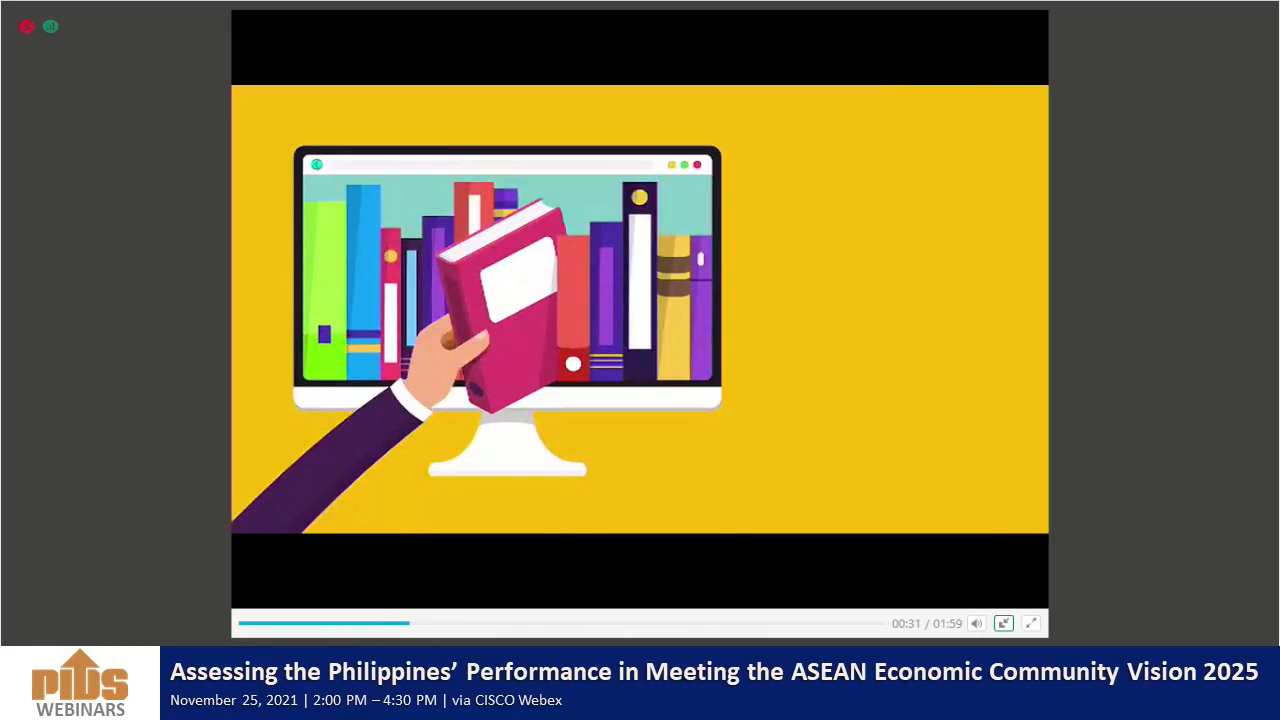 00:31 / 01:59
PIDS
WEBINARS
Assessing the Philippines’ Performance in Meeting the ASEAN Economic Community Vision 2025
November 25, 2021 | 2:00 PM – 4:30 PM | via CISCO Webex